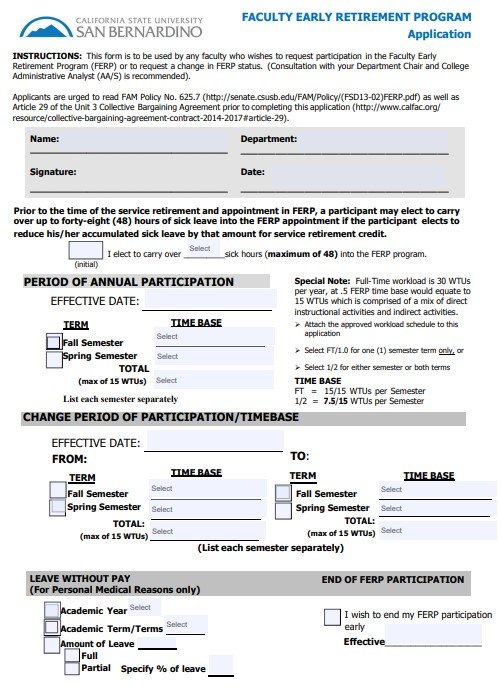 CALIFORNIA STATE UNIVERSITY
SAN BERNARDINO
FACULTY EARLY RETIREMENT PROGRAM
Application
INSTRUCTIONS: This form is to be used by any faculty who wishes to request participation in the Faculty Early
Retirement Program (FERP) or to request a change in FERP status. (Consultation with your Department Chair and College
Administrative Analyst (AA/S) is recommended).
Applicants are urged to read FAM Policy No. 625.7 (http://senate.csusb.edu/FAM/Policy/(FSD13-02)FERP.pdf) as well as
Article 29 of the Unit 3 Collective Bargaining Agreement prior to completing this application (http://www.calfac.org/
resource/collective-bargaining-agreement-contract-2014-2017#article-29).
Name: Department:
Signature: Date:
Prior to the time of the service retirement and appointment in FERP, a participant may elect to carry
over up to forty-eight (48) hours of sick leave into the FERP appointment if the participant elects to
reduce his/her accumulated sick leave by that amount for service retirement credit.
I elect to carry over Select sick hours (maximum of 48) into the FERP program.
(initial)
PERIOD OF ANNUAL PARTICIPATION
EFFECTIVE DATE:
TERM TIME BASE
Fall Semester Select
Spring Semester Select
TOTAL
(max of 15 WTUs) Select
List each semester separately
Special Note: Full-Time workload is 30 WTUs
per year, at .5 FERP time base would equate to
15 WTUs which is comprised of a mix of direct
instructional activities and indirect activities.
➢ Attach the approved workload schedule to this
application
➢ Select FT/1.0 for one (1) semester term only, or
➢ Select 1/2 for either semester or both terms
TIME BASE
FT = 15/15 WTUs per Semester
1/2 = 7.5/15 WTUs per Semester
CHANGE PERIOD OF PARTICIPATION/TIMEBASE
EFFECTIVE DATE:
FROM: TO:
TERM TIME BASE TERM TIME BASE
Fall Semester Select Fall Semester Select
Spring Semester Select Spring Semester Select
TOTAL: TOTAL:
(max of 15 WTUs) Select (max of 15 WTUs) Select
(List each semester separately)
LEAVE WITHOUT PAY
(For Personal Medical Reasons only)
Academic Year Select
Academic Term/Terms Select
Amount of Leave
Full
Partial Specify % of leave
END OF FERP PARTICIPATION
I wish to end my FERP participation
early
Effective